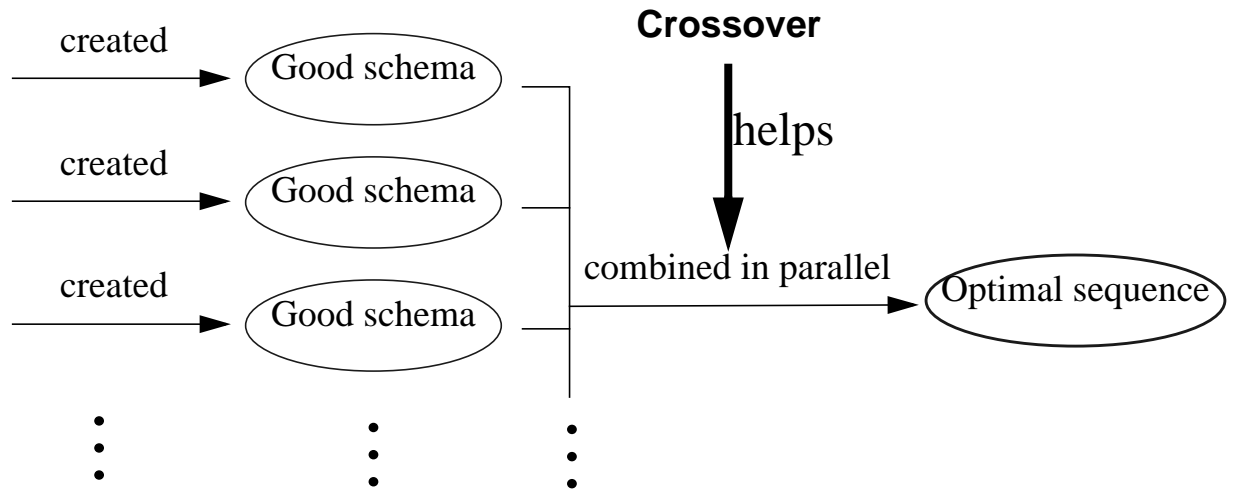 Crossover
created
Good schema
helps
created
Good schema
created
Good schema
combined in parallel
Optimal sequence